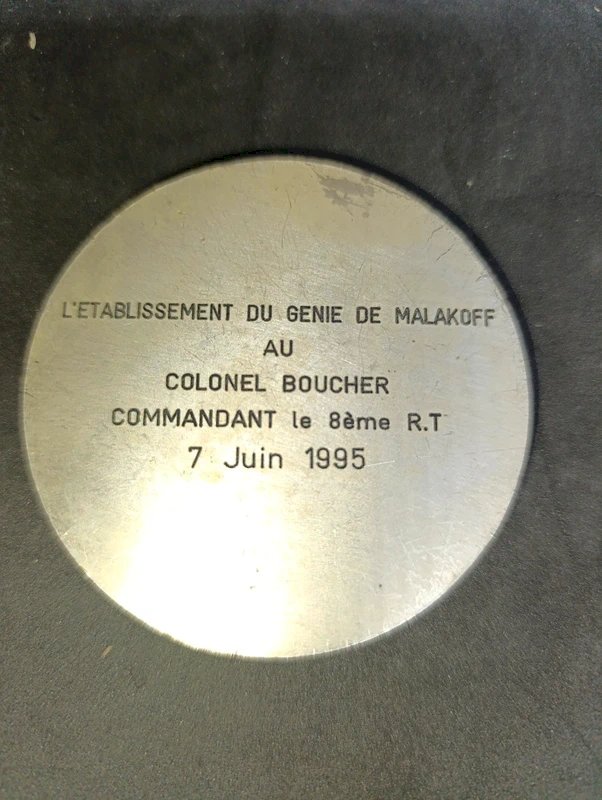 L'ETABLISSEMENT DU GENIE DE MALAKOFF
AU
COLONEL BOUCHER
COMMANDANT le 8ème R.T
7 Juin 1995